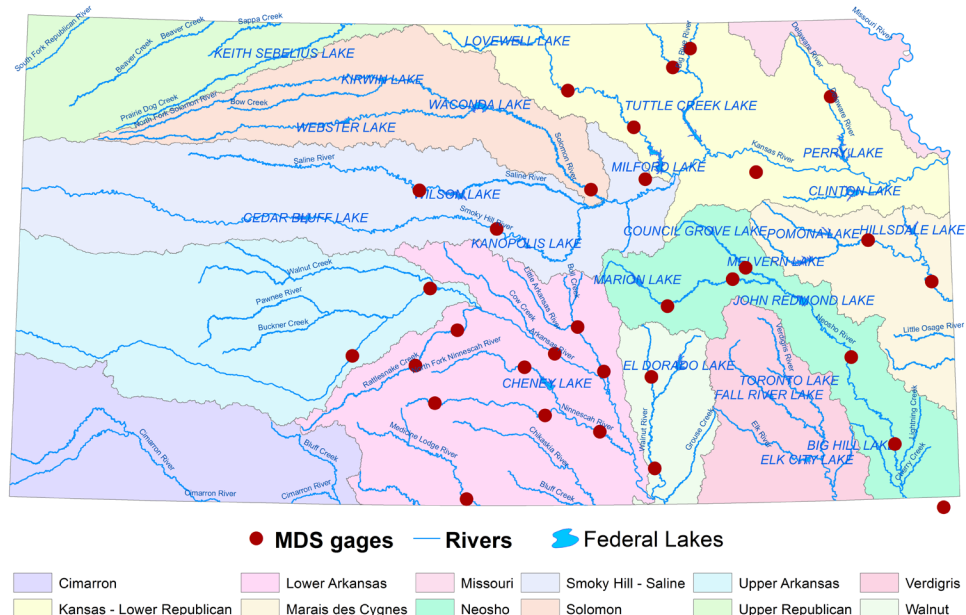 South Fork Republican River
Beaver Creek
Beaver Creek
Sappa Creek
KEITH SEBELIUS LAKE
LOVEWELL LAKE
Big Blue River
Delaware River
Missouri River
Prairie Dog Creek
North Fork Solomon River
KIRWIN LAKE
Bow Creek
WACONDA LAKE
WEBSTER LAKE
TUTTLE CREEK LAKE
Delaware River
Solomon River
Saline River
Saline River
MILFORD LAKE
Kansas River
PERRY LAKE
WILSON LAKE
CLINTON LAKE
CEDAR BLUFF LAKE
Smoky Hill River
KANOPOLIS LAKE
COUNCIL GROVE LAKE
POMONA LAKE
HILLSDALE LAKE
Walnut Creek
Pawnee River
Buckner Creek
Little Arkansas River
Cow Creek
MARION LAKE
MELVERN LAKE
JOHN REDMOND LAKE
Arkansas River
Neosho River
Little Osage River
Rattlesnake Creek
North Fork Ninnescah River
CHENEY LAKE
EL DORADO LAKE
Verdigris River
TORONTO LAKE
FALL RIVER LAKE
Ninnescah River
Walnut River
Grouse Creek
Elk River
BIG HILL LAKE
ELK CITY LAKE
Lightning Creek
Cherry Creek
Cimarron River
Bluff Creek
Medicine Lodge River
Chikaskia River
Cimarron River
Cimarron River
Bluff Creek
MDS gages
Rivers
Federal Lakes
Cimarron
Lower Arkansas
Missouri
Smoky Hill - Saline
Upper Arkansas
Verdigris
Kansas - Lower Republican
Marais des Cygnes
Neosho
Solomon
Upper Republican
Walnut